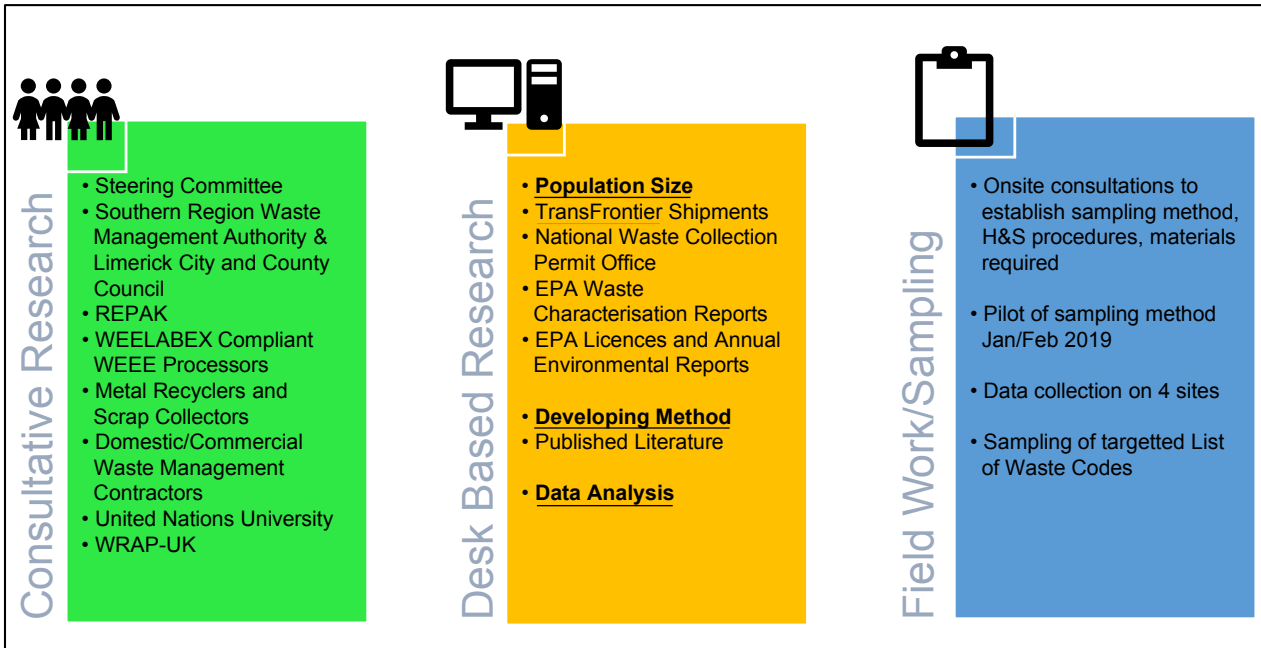 Consultative Research
• Steering Committee
• Southern Region Waste
Management Authority &
Limerick City and County
Council
• REPAK
• WEELABEX Compliant
WEEE Processors
• Metal Recyclers and
Scrap Collectors
• Domestic/Commercial
Waste Management
Contractors
• United Nations University
• WRAP-UK
Desk Based Research
• Population Size
• TransFrontier Shipments
• National Waste Collection
Permit Office
• EPA Waste
Characterisation Reports
• EPA Licences and Annual
Environmental Reports
• Developing Method
• Published Literature
• Data Analysis
Field Work/Sampling
• Onsite consultations to
establish sampling method,
H&S procedures, materials
required
• Pilot of sampling method
Jan/Feb 2019
• Data collection on 4 sites
• Sampling of targetted List
of Waste Codes